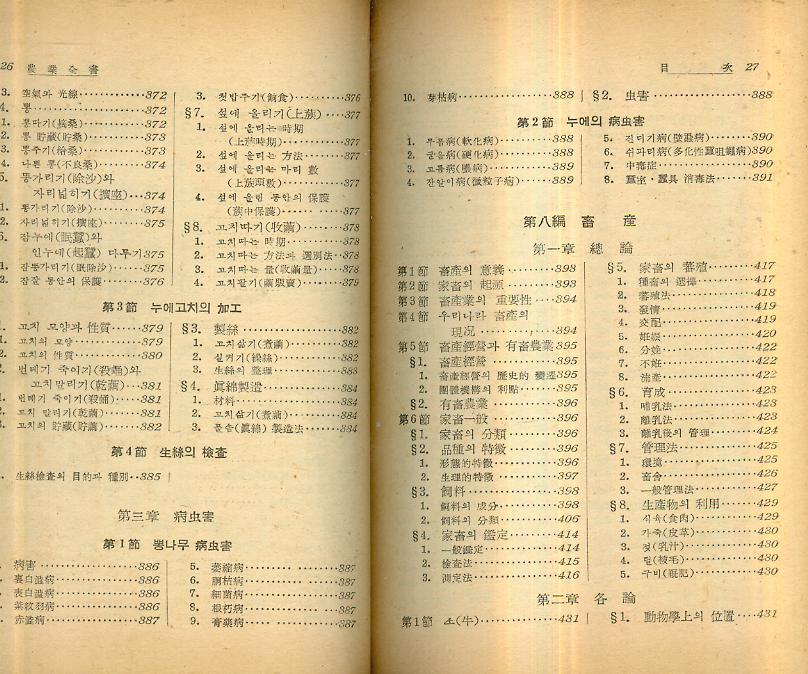 26 農業全書
3. 空氣와 光線 372
4. 뽕 372
1. 뽕따기(摘桑) 372
2. 뽕 貯藏(貯桑) 373
3. 뽕주기(給桑) 373
4. 나쁜 뽕(不良桑) 374
5. 똥가리기(除沙)와
자리넓히기(擴座) 374
1. 똥가리기(除沙) 374
2. 자리넓히기(擴座) 375
6. 잠누에(眠蠶)와
인누에(起蠶) 다루기 375
1. 잠똥가리기(眠除沙) 375
2. 잠잘 동안의 保護 376
3. 첫밥주기(餉食) 376
§7. 섶에 올리기(上簇) 377
1. 섶에 올리는 時期
(上簇時期) 377
2. 섶에 올리는 方法 377
3. 섶에 올리는 마리 數
(上簇頭數) 377
4. 섶에 올린 동안의 保護
(簇中保護) 377
§8. 고치따기(收繭) 378
1. 고치따는 時期 378
2. 고치따는 方法과 選別法 378
3. 고치따는 量(收繭量) 378
4. 고치팔기(繭販賣) 379
第3節 누에고치의 加工
고치 모양과 性質 379
1. 고치의 모양 379
2. 고치의 性質 380
번데기 죽이기(殺蛹)와
고치말리기(乾繭) 381
1. 번데기 죽이기(殺蛹) 381
2. 고치 말리기(乾繭) 381
3. 고치의 貯藏(貯繭) 382
§3. 製絲 382
1. 고치삶기(煮繭) 382
2. 실켜기(繰絲) 382
3. 生絲의 整理 383
§4. 眞綿製造 384
1. 材料 384
2. 고치삶기(煮繭) 384
3. 풀솜(眞綿) 製造法 384
第4節 生絲의 檢査
生絲檢査의 目的과 種別 385
第三章 病虫害
第1節 뽕나무 病虫害
病害 386
裏白澁病 386
表白澁病 386
葉紋羽病 386
赤澁病 387
5. 萎縮病 387
6. 胴枯病 387
7. 細菌病 387
8. 根朽病 387
9. 膏藥病 387
目次 27
10. 芽枯病 388
§2. 虫害 388
第2節 누에의 病虫害
1. 무름病(軟化病) 388
2. 굳음病(硬化病) 388
3. 고름病(膿病) 389
4. 잔알이病(微粒子病) 389
5. 진디기病(壁蝨病) 390
6. 쉬파리病(多化性蠶蛆蠅病) 390
7. 中毒症 390
8. 蠶室·蠶具 消毒法 391
第八編 畜産
第一章 總論
第1節 畜産의 意義 393
第2節 家畜의 起源 393
第3節 畜産業의 重要性 394
第4節 우리나라 畜産의
現況 394
第5節 畜産經營과 有畜農業 395
§1. 畜産經營 395
1. 畜産經營의 歷史的 變遷 395
2. 團體機構의 利點 395
§2. 有畜農業 396
第6節 家畜一般 396
§1. 家畜의 分類 396
§2. 品種의 特徵 396
1. 形態的特徵 396
2. 生理的特徵 397
§3. 飼料 398
1. 飼料의 成分 398
2. 飼料의 分類 406
§4. 家畜의 鑑定 414
1. 一般鑑定 414
2. 檢査法 415
3. 測定法 416
§5. 家畜의 蕃殖 417
1. 種畜의 選擇 417
2. 蕃殖法 418
3. 發情 419
4. 交配 419
5. 姙娠 420
6. 分娩 422
7. 不姙 422
8. 流産 422
§6. 育成 423
1. 哺乳法 423
2. 離乳法 423
3. 離乳後의 管理 424
§7. 管理法 425
1. 環境 425
2. 畜舍 426
3. 一般管理法 427
§8. 生産物의 利用 429
1. 식육(食肉) 429
2. 가죽(皮革) 430
3. 젖(乳汁) 430
4. 털(被毛) 430
5. 구비(廐肥) 430
第二章 各論
第1節 소(牛) 431
§1. 動物學上의 位置 431